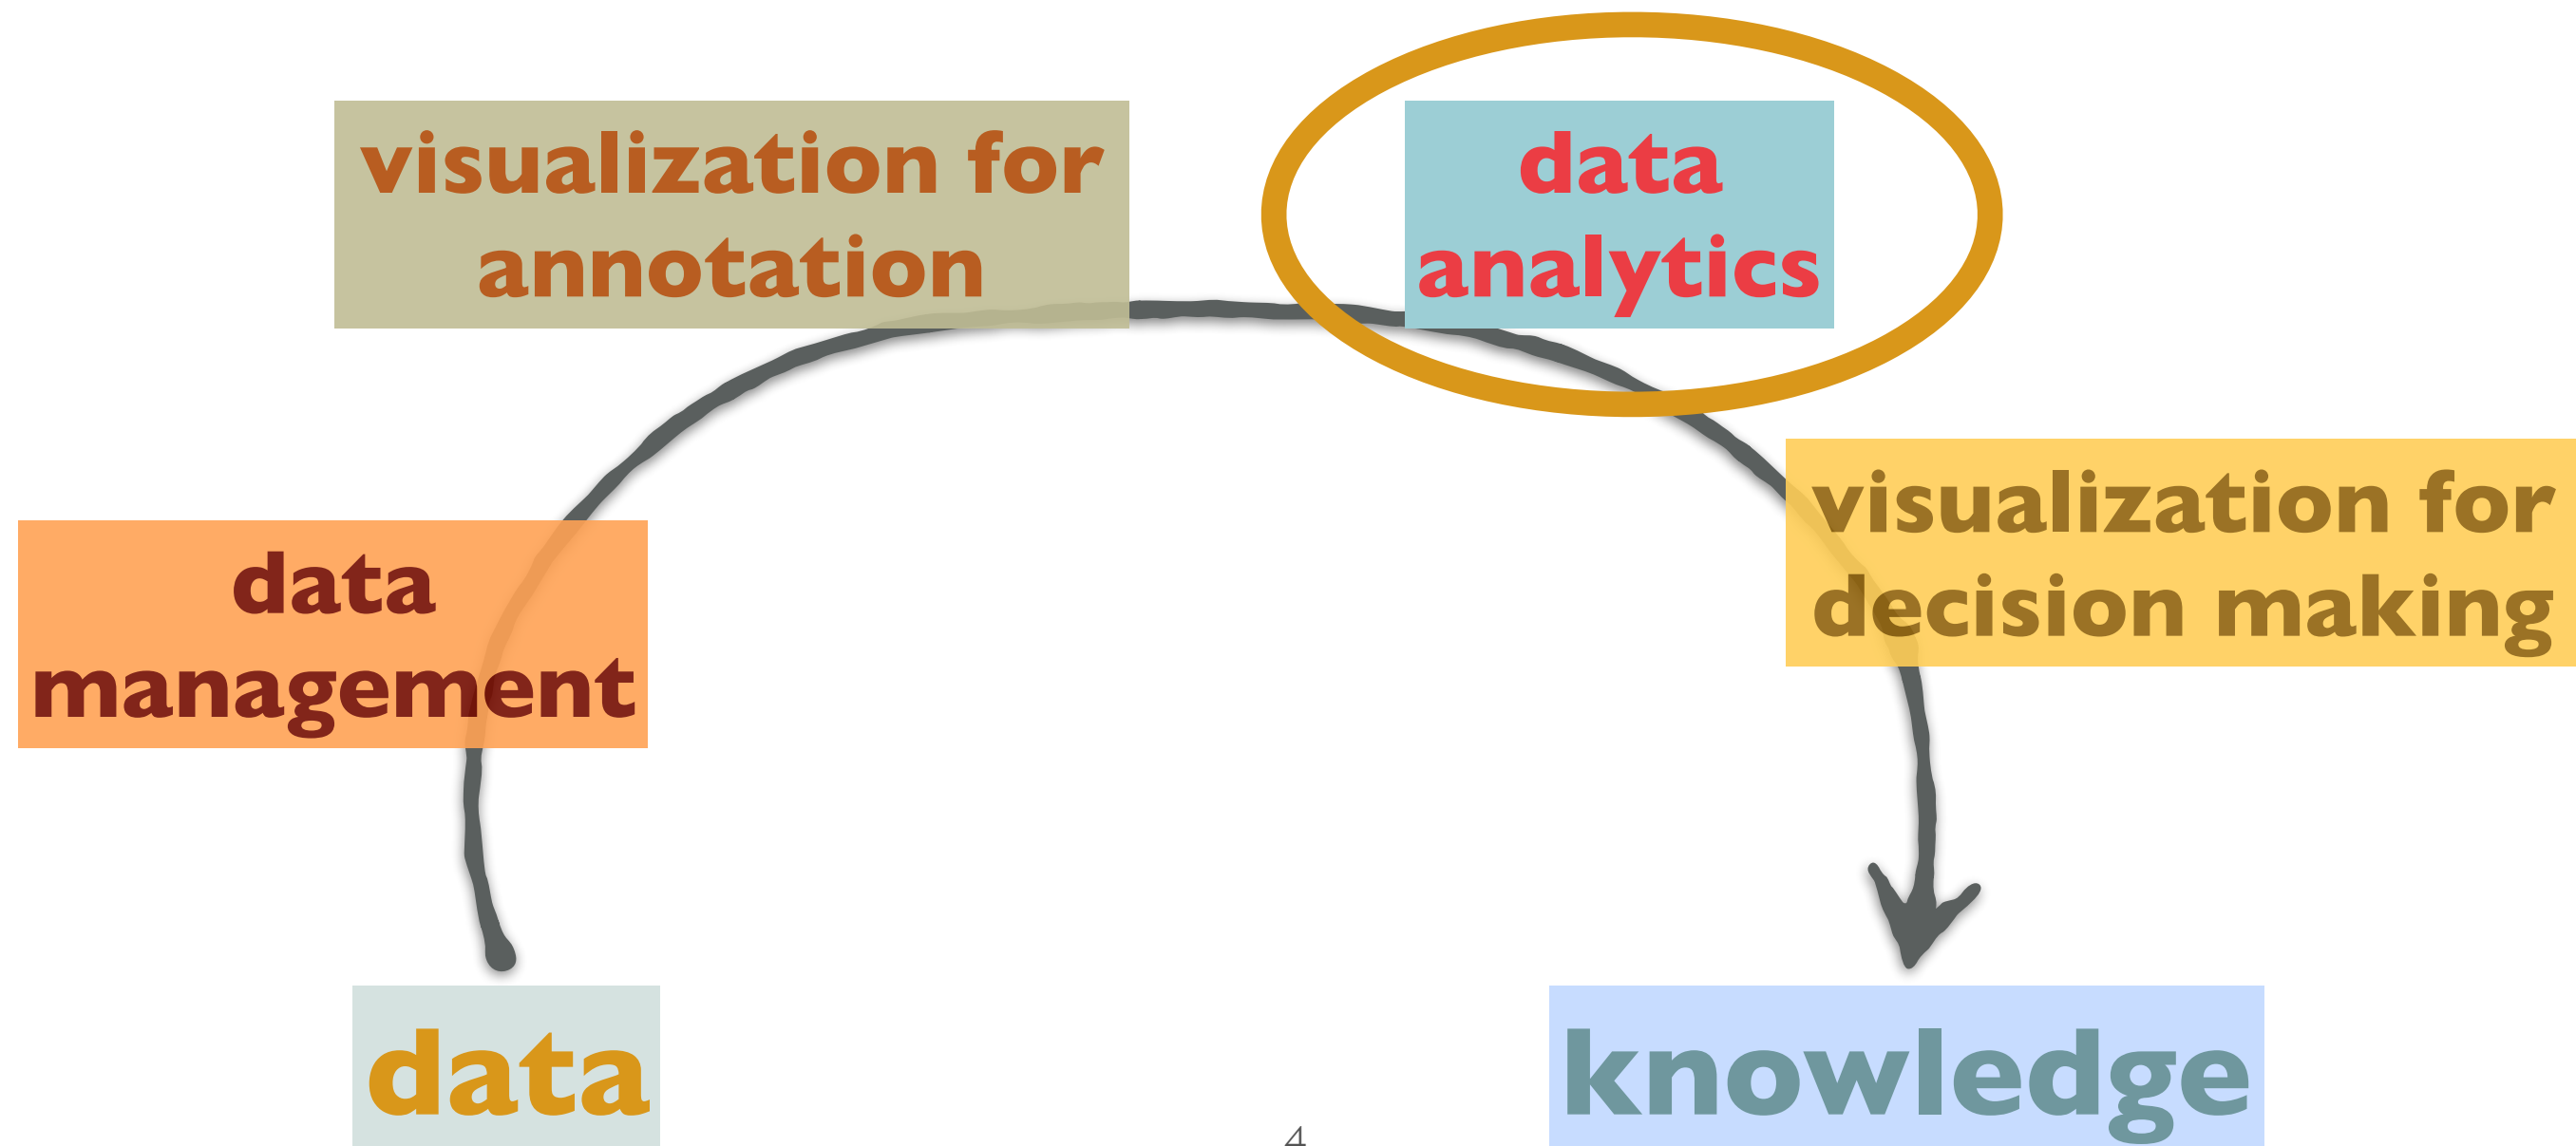 visualization for
annotation
data
analytics
data
management
visualization for
decision making
data
knowledge
4